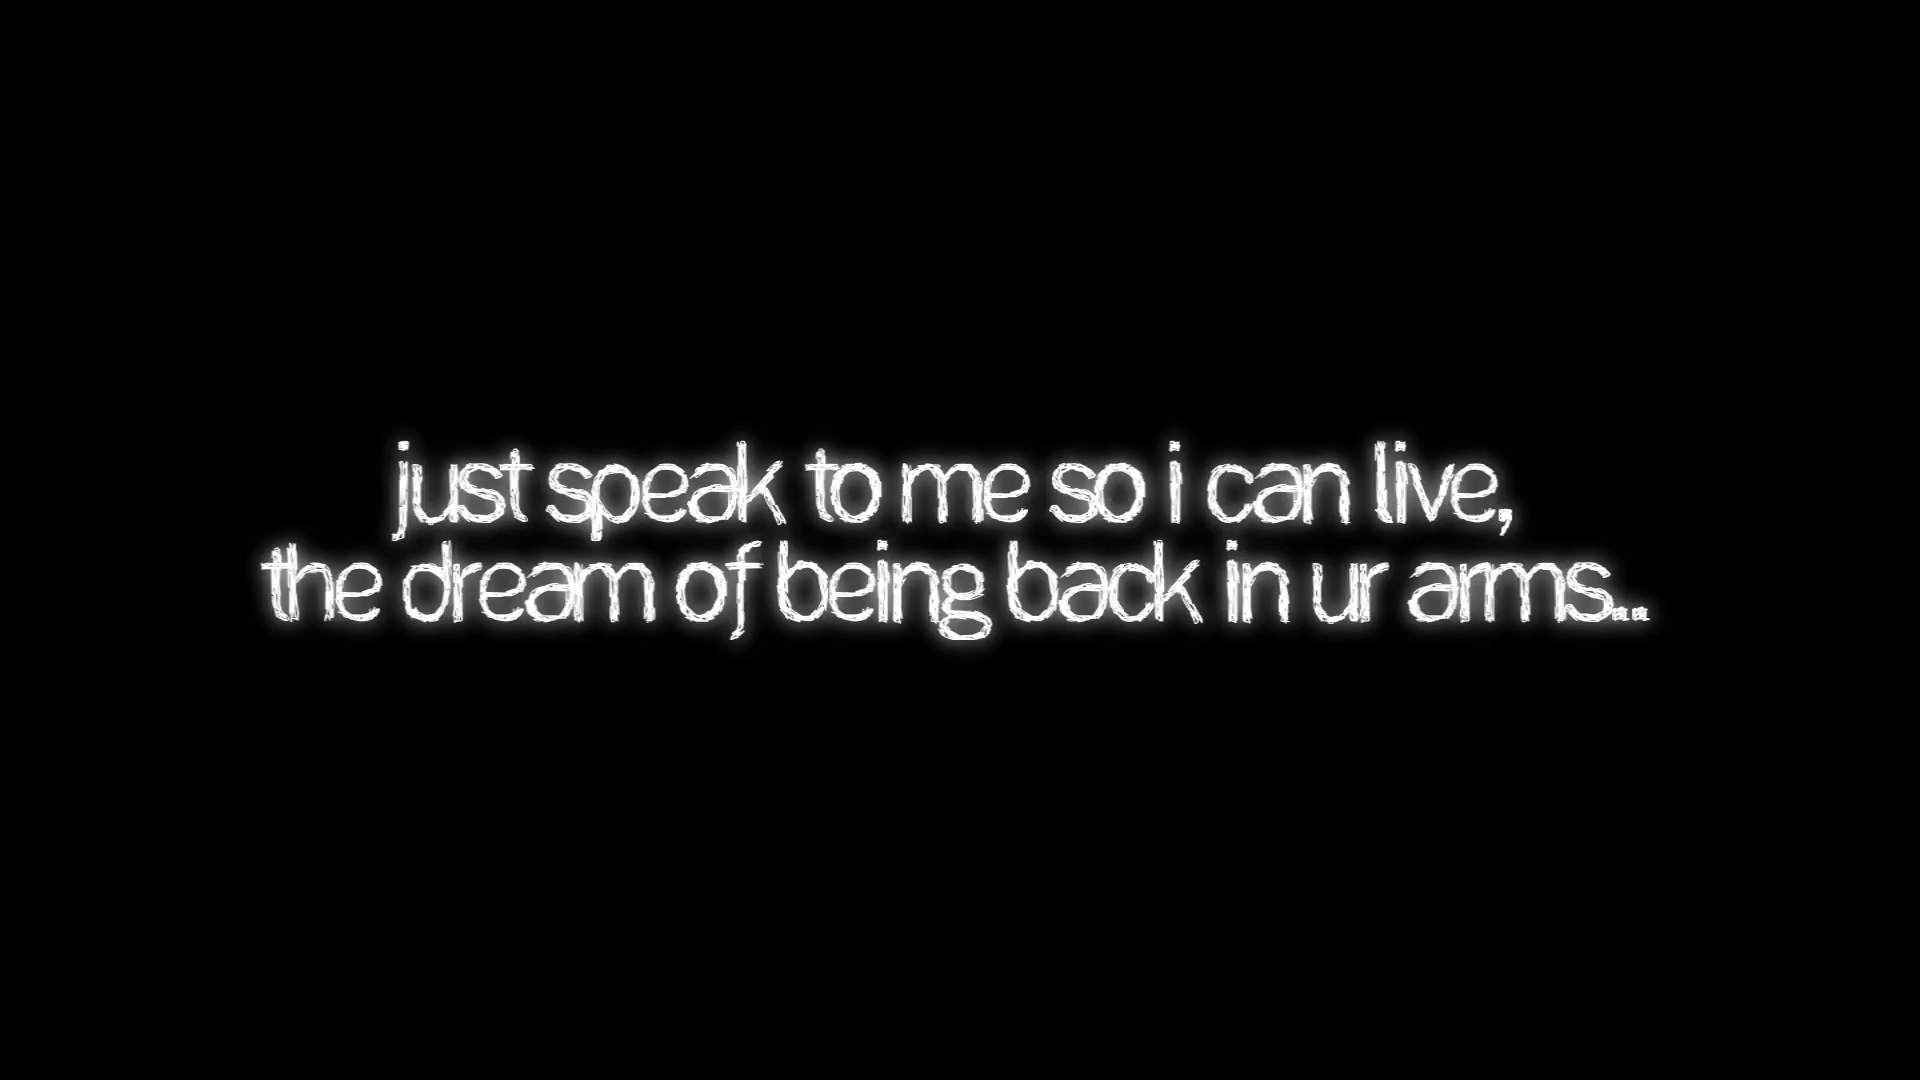 just speak to me so i can live,
the dream of being back in ur arms..